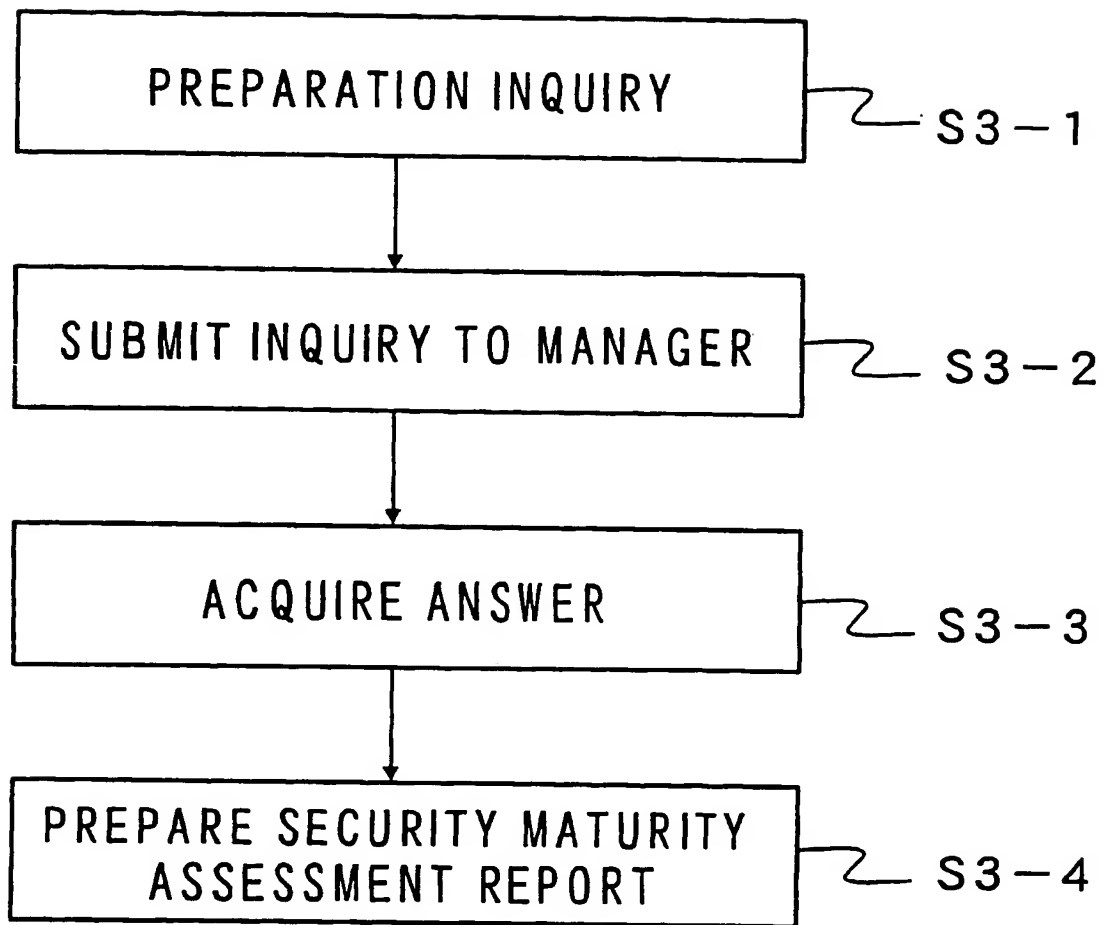 PREPARATION INQUIRY
S3-1
SUBMIT INQUIRY TO MANAGER
S3-2
ACQUIRE ANSWER
S3-3
PREPARE SECURITY MATURITY
ASSESSMENT REPORT
S3-4